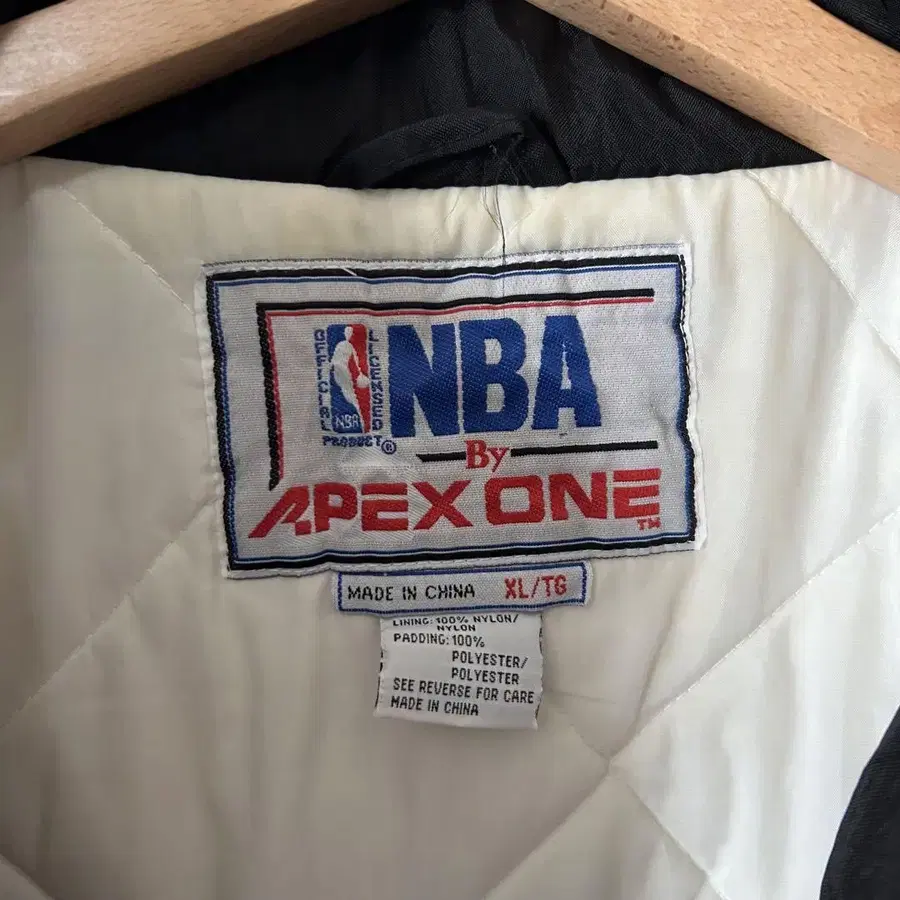 OFFICIAL
LICENSED
NBA
PRODUCT®
NBA
By
APEX ONE
TM
MADE IN CHINA XL/TG
LINING: 100% NYLON/
NYLON
PADDING: 100%
POLYESTER/
POLYESTER
SEE REVERSE FOR CARE
MADE IN CHINA